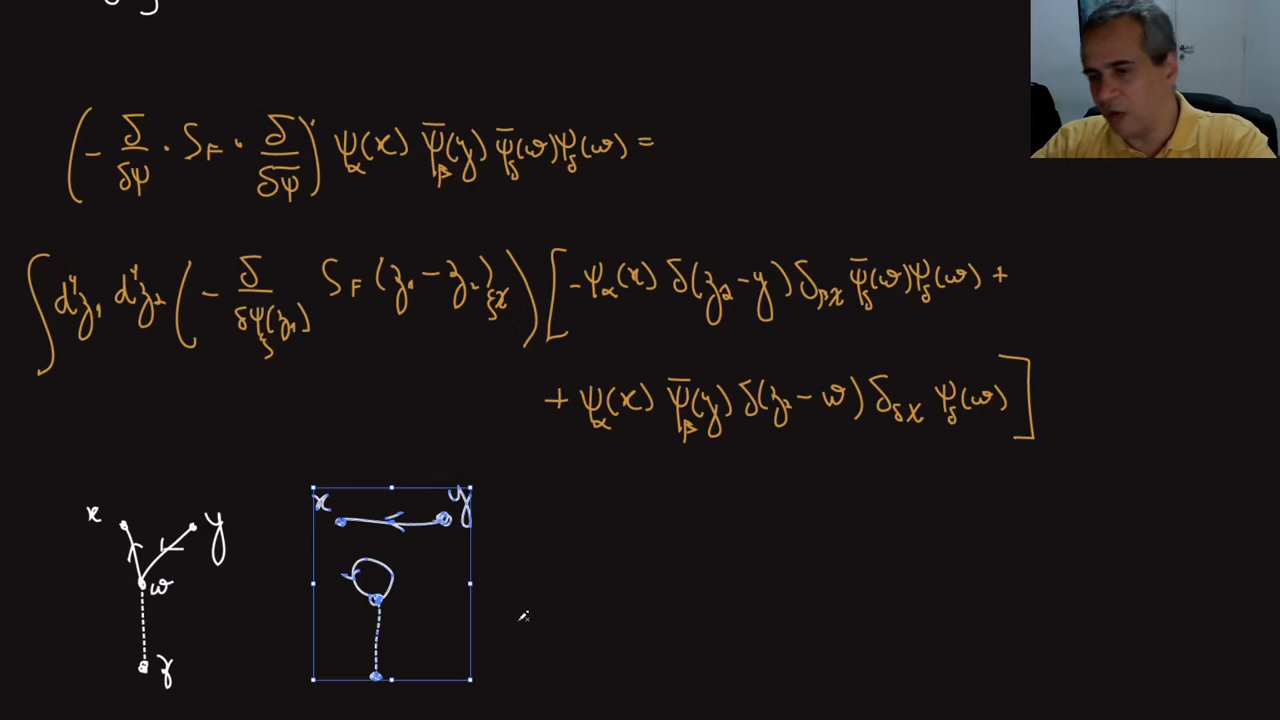 (- δ/δψ · S_F · δ/δψ̄) ψ_α(x) ψ̄_β(y) ψ̄_δ(w) ψ_δ(w) =
∫ d⁴z₁ d⁴z₂ (- δ/δψ_ξ(z₁) S_F(z₁ - z₂)_ξχ) [-ψ_α(x) δ(z₂ - y) δ_βχ ψ̄_δ(w) ψ_δ(w) +
+ ψ_α(x) ψ̄_β(y) δ(z₂ - w) δ_δχ ψ_δ(w)]
x y
x y
w
z